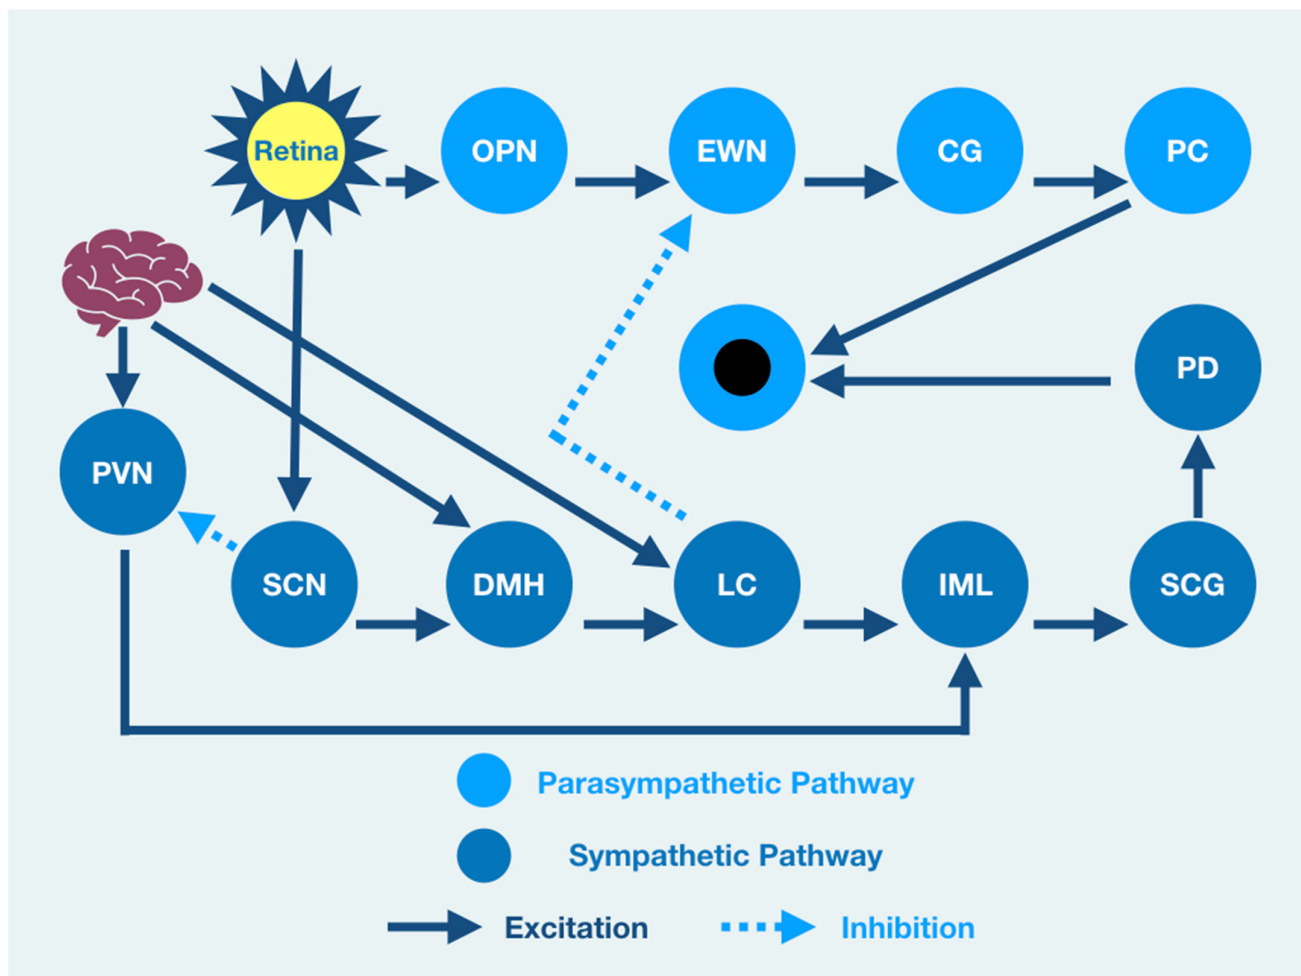 Retina
OPN
EWN
CG
PC
PD
PVN
SCN
DMH
LC
IML
SCG
Parasympathetic Pathway
Sympathetic Pathway
Excitation
Inhibition